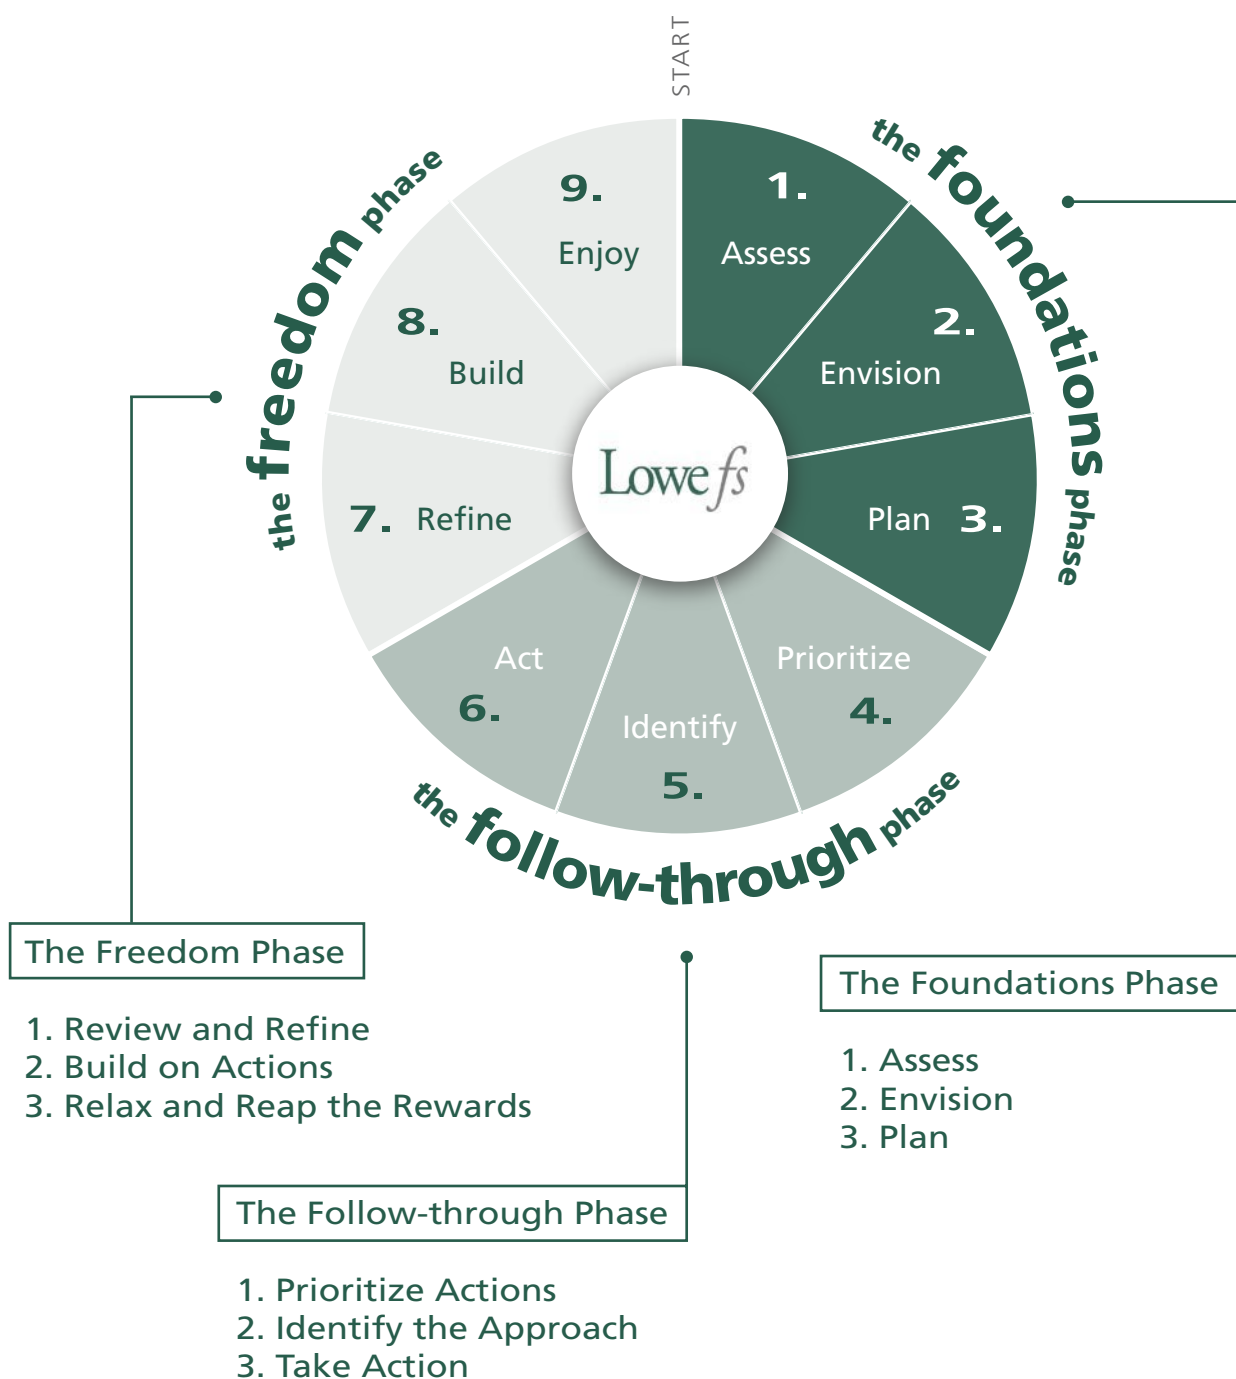 START
the foundations phase
1.
Assess
2.
Envision
Plan 3.
Prioritize
4.
Identify
5.
Act
6.
the follow-through phase
7. Refine
8.
Build
9.
Enjoy
the freedom phase
Lowe fs
The Freedom Phase
1. Review and Refine
2. Build on Actions
3. Relax and Reap the Rewards
The Foundations Phase
1. Assess
2. Envision
3. Plan
The Follow-through Phase
1. Prioritize Actions
2. Identify the Approach
3. Take Action